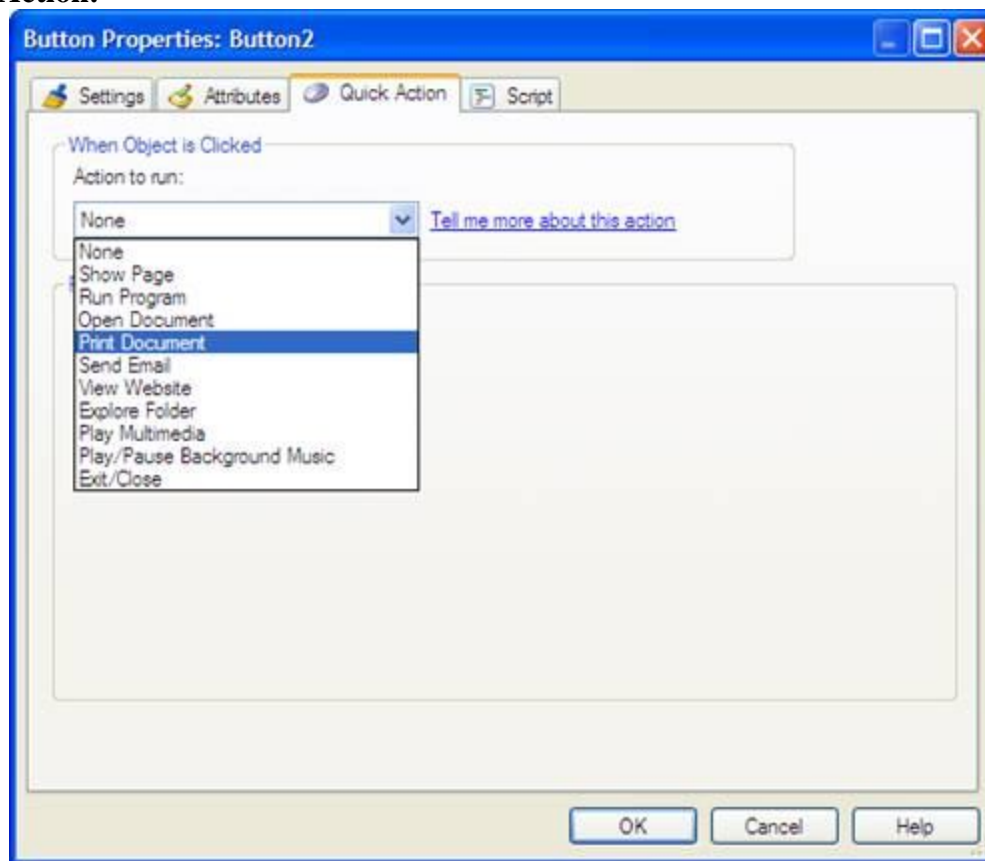 Action.
Button Properties: Button2
Settings Attributes Quick Action Script
When Object is Clicked
Action to run:
None Tell me more about this action
None
Show Page
Run Program
Open Document
Print Document
Send Email
View Website
Explore Folder
Play Multimedia
Play/Pause Background Music
Exit/Close
OK Cancel Help